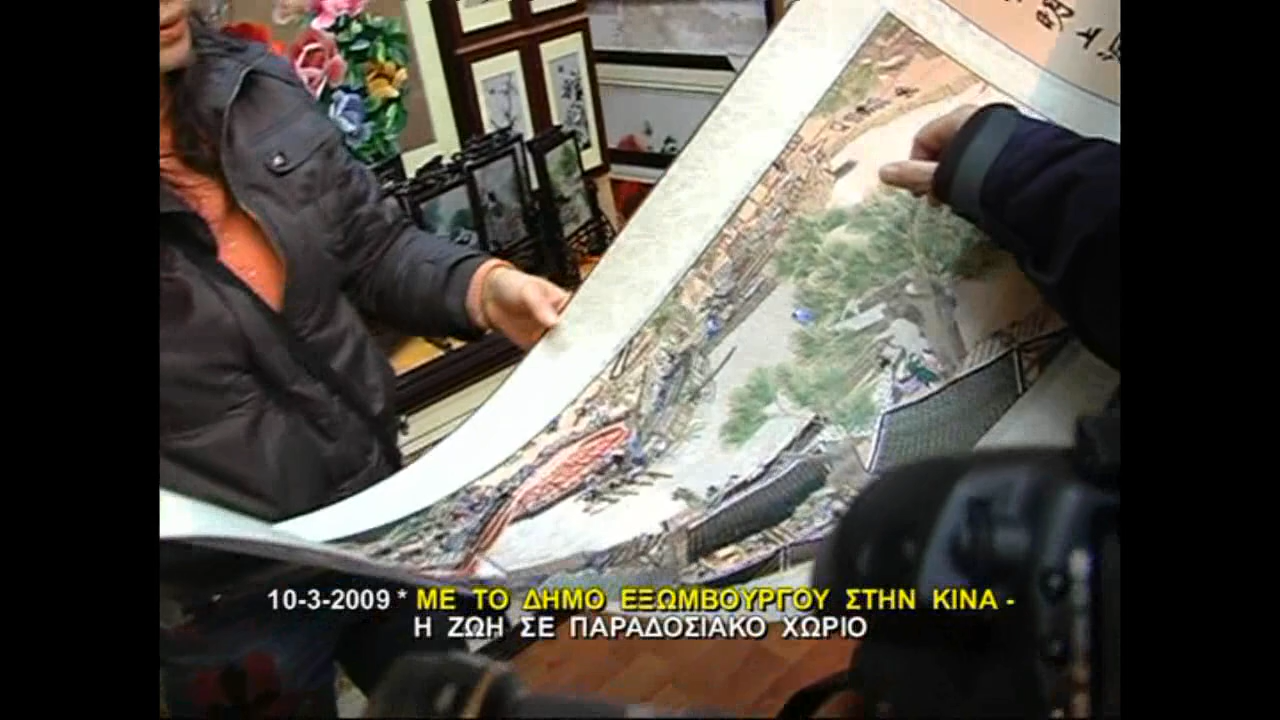 10-3-2009 * ΜΕ ΤΟ ΔΗΜΟ ΕΞΩΜΒΟΥΡΓΟΥ ΣΤΗΝ ΚΙΝΑ -
Η ΖΩΗ ΣΕ ΠΑΡΑΔΟΣΙΑΚΟ ΧΩΡΙΟ